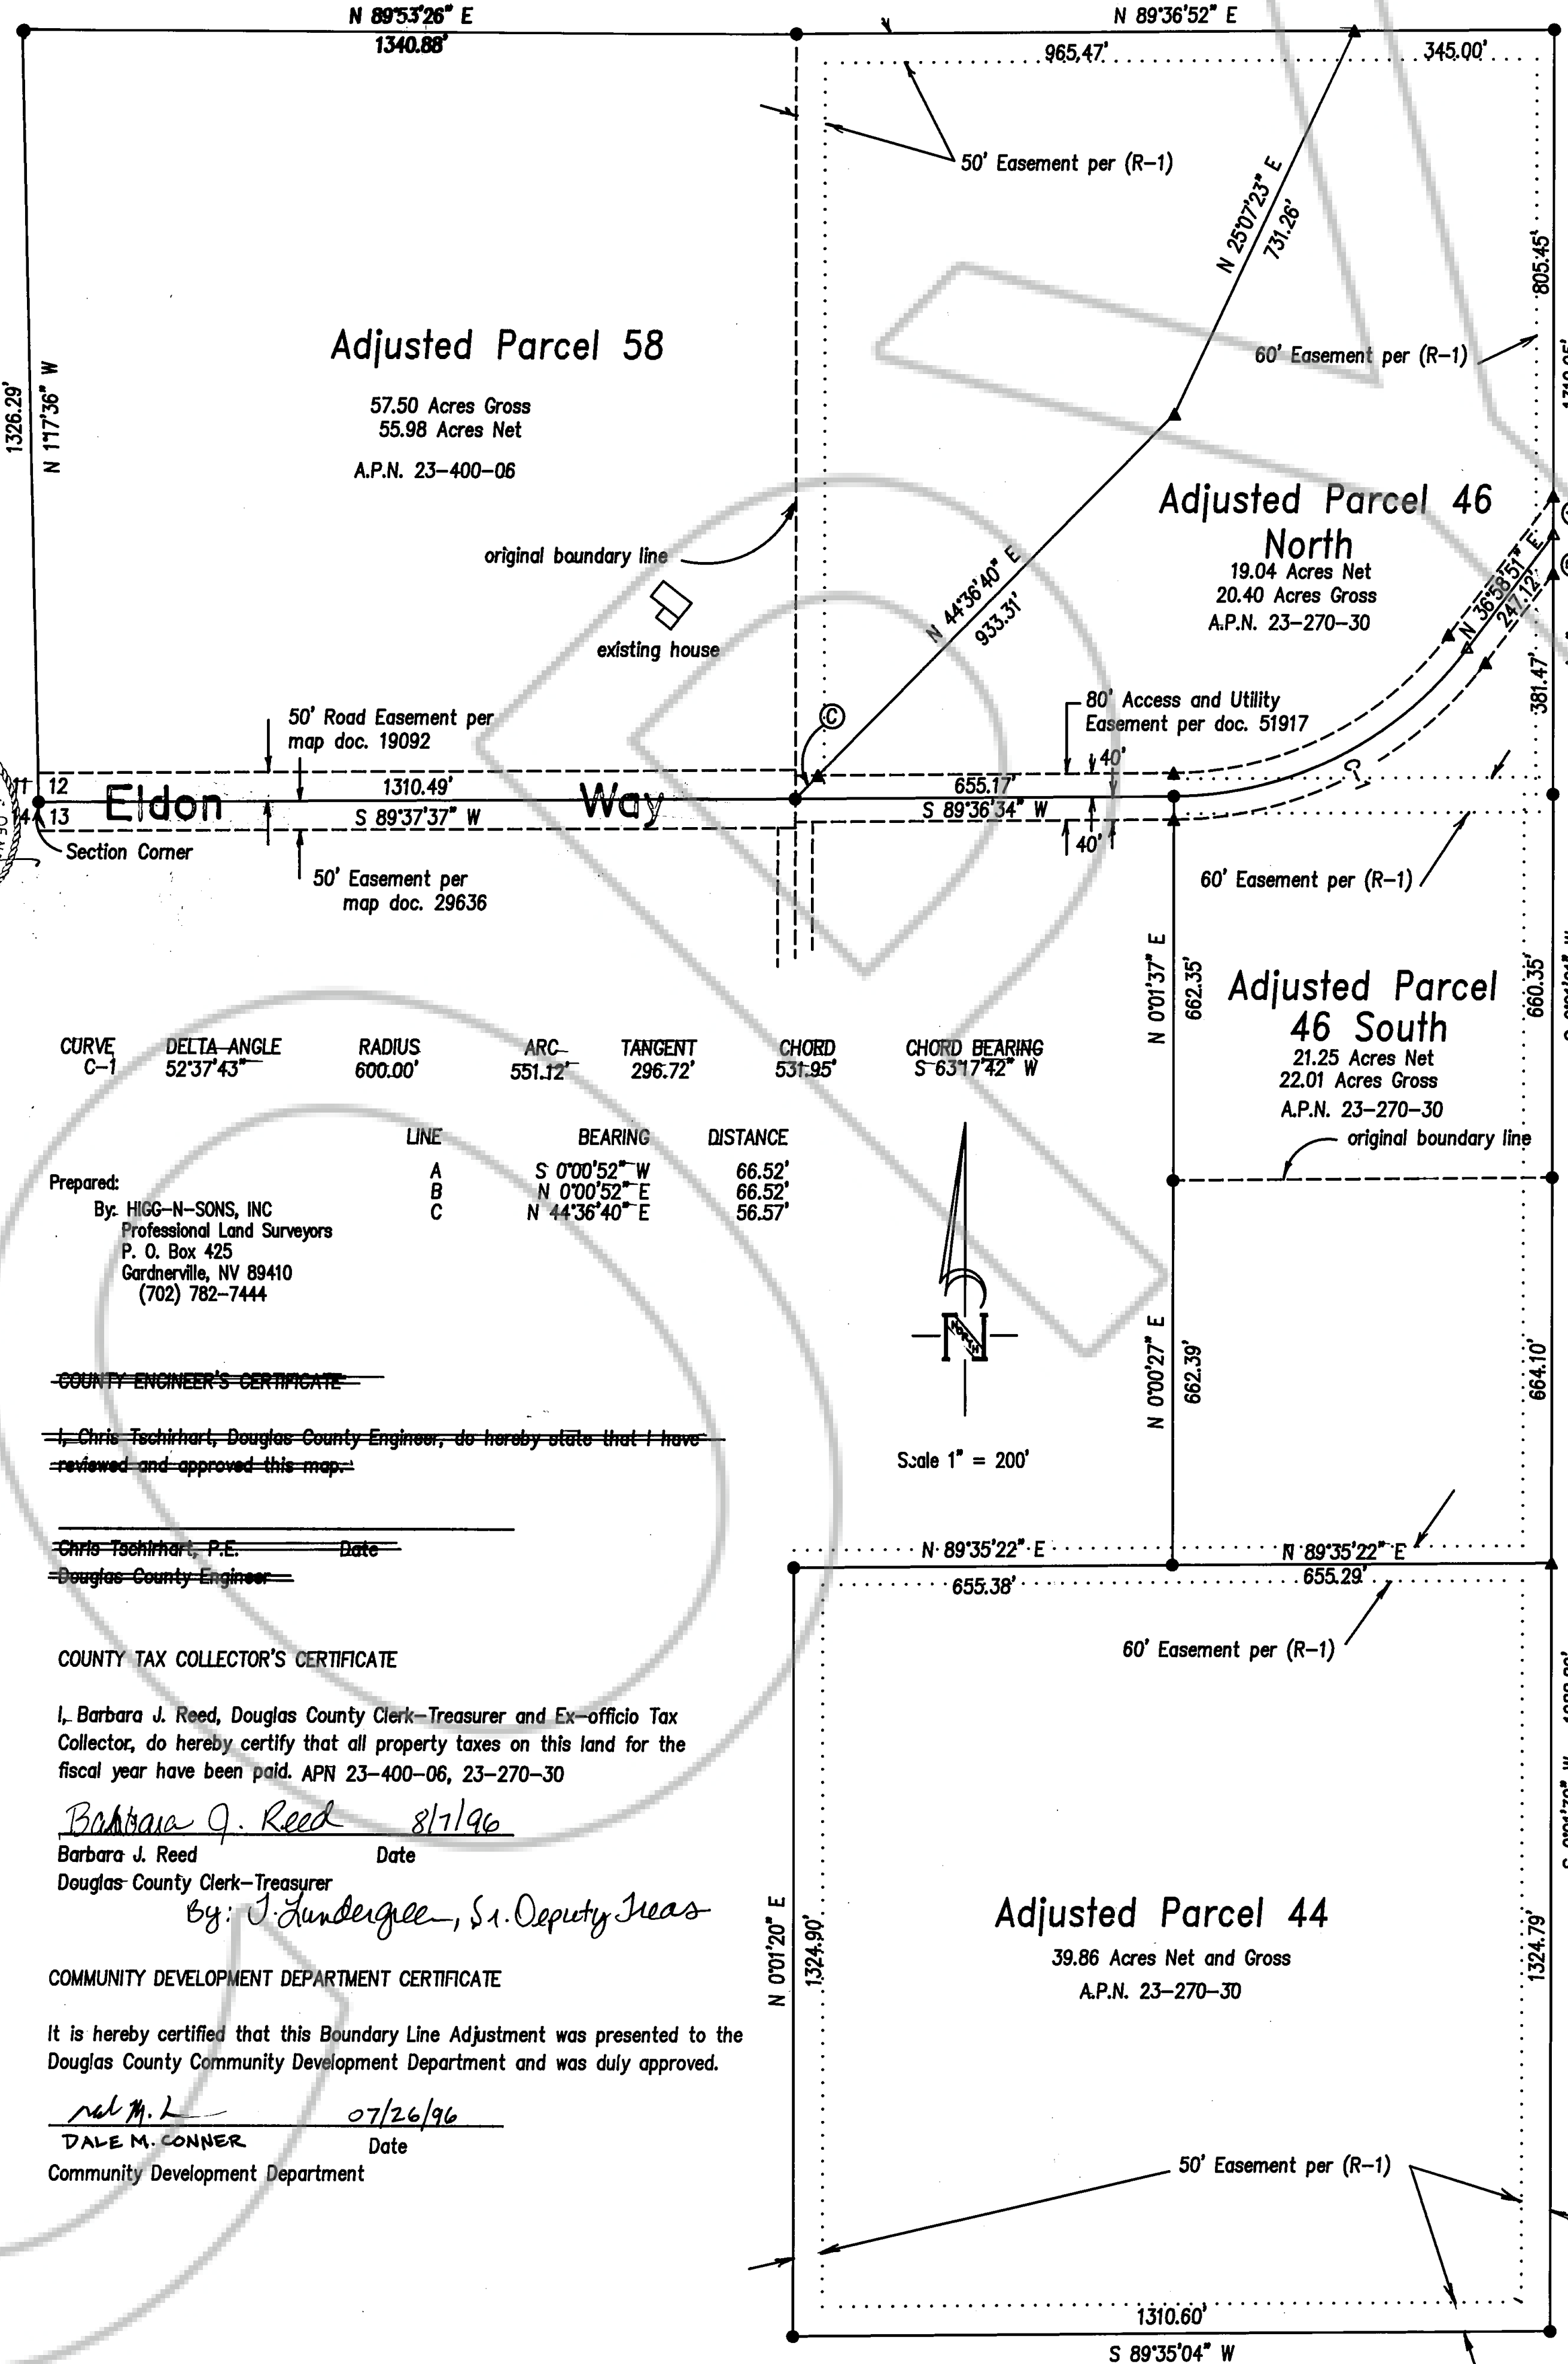 N 89°53'26" E
1340.88'
N 89°36'52" E
965.47'
345.00'
50' Easement per (R-1)
N 25°07'23" E
731.26'
805.45'
60' Easement per (R-1)
1326.29'
N 1°17'36" W
Adjusted Parcel 58
57.50 Acres Gross
55.98 Acres Net
A.P.N. 23-400-06
original boundary line
existing house
N 44°36'40" E
933.31'
Adjusted Parcel 46
North
19.04 Acres Net
20.40 Acres Gross
A.P.N. 23-270-30
N 36°58'51" E
247.12'
381.47'
50' Road Easement per
map doc. 19092
C
80' Access and Utility
Easement per doc. 51917
40'
11 12
14 13
Eldon Way
1310.49'
S 89°37'37" W
655.17'
S 89°36'34" W
C-1
40'
Section Corner
50' Easement per
map doc. 29636
60' Easement per (R-1)
N 0°01'37" E
662.35'
660.35'
Adjusted Parcel
46 South
21.25 Acres Net
22.01 Acres Gross
A.P.N. 23-270-30
original boundary line
CURVE DELTA ANGLE RADIUS ARC TANGENT CHORD CHORD BEARING
C-1 52°37'43" 600.00' 551.12' 296.72' 531.95' S 63°17'42" W
LINE BEARING DISTANCE
A S 0°00'52" W 66.52'
B N 0°00'52" E 66.52'
C N 44°36'40" E 56.57'
Prepared:
By: HIGG-N-SONS, INC
Professional Land Surveyors
P. O. Box 425
Gardnerville, NV 89410
(702) 782-7444
NORTH
N
Scale 1" = 200'
N 0°00'27" E
662.39'
664.10'
COUNTY ENGINEER'S CERTIFICATE
I, Chris Tschirhart, Douglas County Engineer, do hereby state that I have
reviewed and approved this map.
Chris Tschirhart, P.E. Date
Douglas County Engineer
N 89°35'22" E
655.38'
N 89°35'22" E
655.29'
60' Easement per (R-1)
COUNTY TAX COLLECTOR'S CERTIFICATE
I, Barbara J. Reed, Douglas County Clerk-Treasurer and Ex-officio Tax
Collector, do hereby certify that all property taxes on this land for the
fiscal year have been paid. APN 23-400-06, 23-270-30
Barbara J. Reed 8/7/96
Barbara J. Reed Date
Douglas County Clerk-Treasurer
By: J. Lundergreen, Sr. Deputy Treas
COMMUNITY DEVELOPMENT DEPARTMENT CERTIFICATE
It is hereby certified that this Boundary Line Adjustment was presented to the
Douglas County Community Development Department and was duly approved.
07/26/96
DALE M. CONNER Date
Community Development Department
N 0°01'20" E
1324.90'
Adjusted Parcel 44
39.86 Acres Net and Gross
A.P.N. 23-270-30
1324.79'
50' Easement per (R-1)
1310.60'
S 89°35'04" W